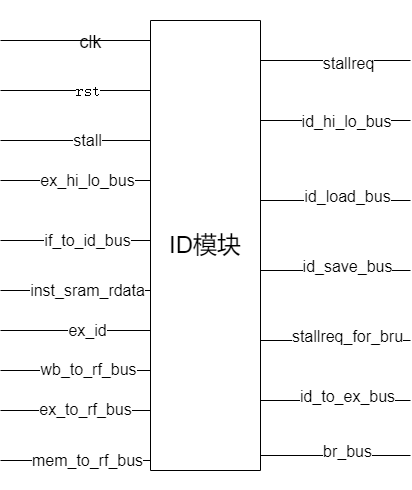 clk
rst
stall
ex_hi_lo_bus
if_to_id_bus
inst_sram_rdata
ex_id
wb_to_rf_bus
ex_to_rf_bus
mem_to_rf_bus
ID模块
stallreq
id_hi_lo_bus
id_load_bus
id_save_bus
stallreq_for_bru
id_to_ex_bus
br_bus